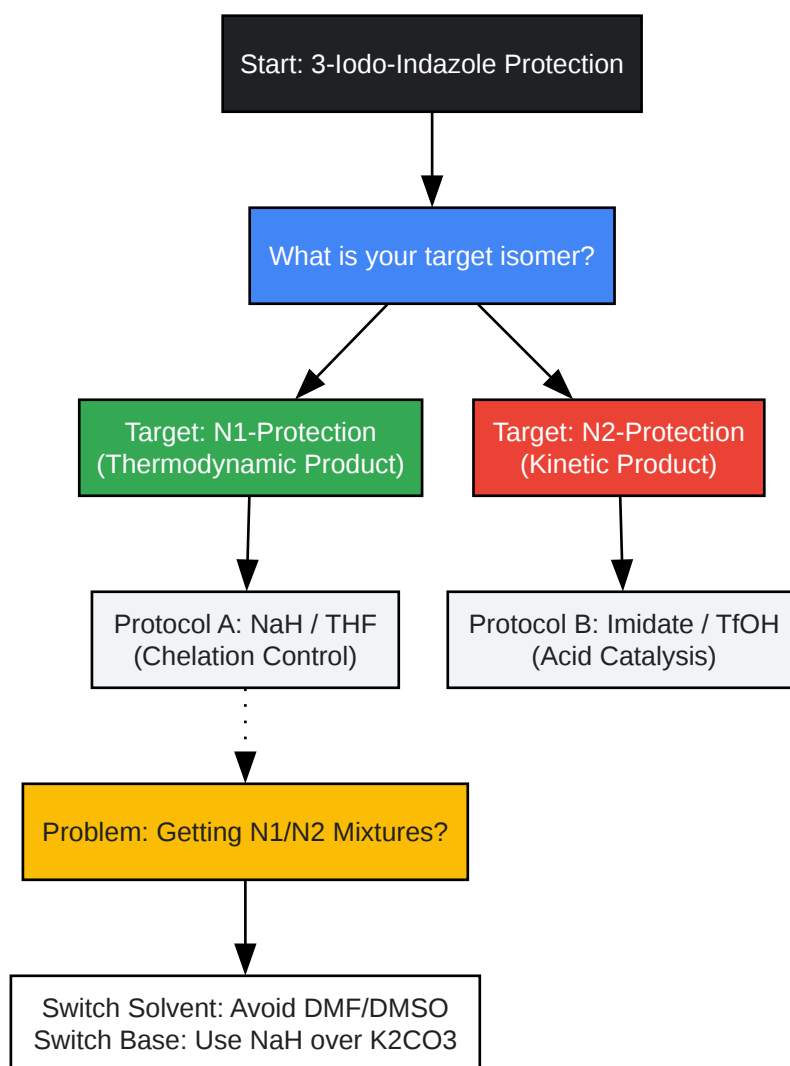 Start: 3-Iodo-Indazole Protection
What is your target isomer?
Target: N1-Protection
(Thermodynamic Product)
Target: N2-Protection
(Kinetic Product)
Protocol A: NaH / THF
(Chelation Control)
Protocol B: Imidate / TfOH
(Acid Catalysis)
Problem: Getting N1/N2 Mixtures?
Switch Solvent: Avoid DMF/DMSO
Switch Base: Use NaH over K2CO3